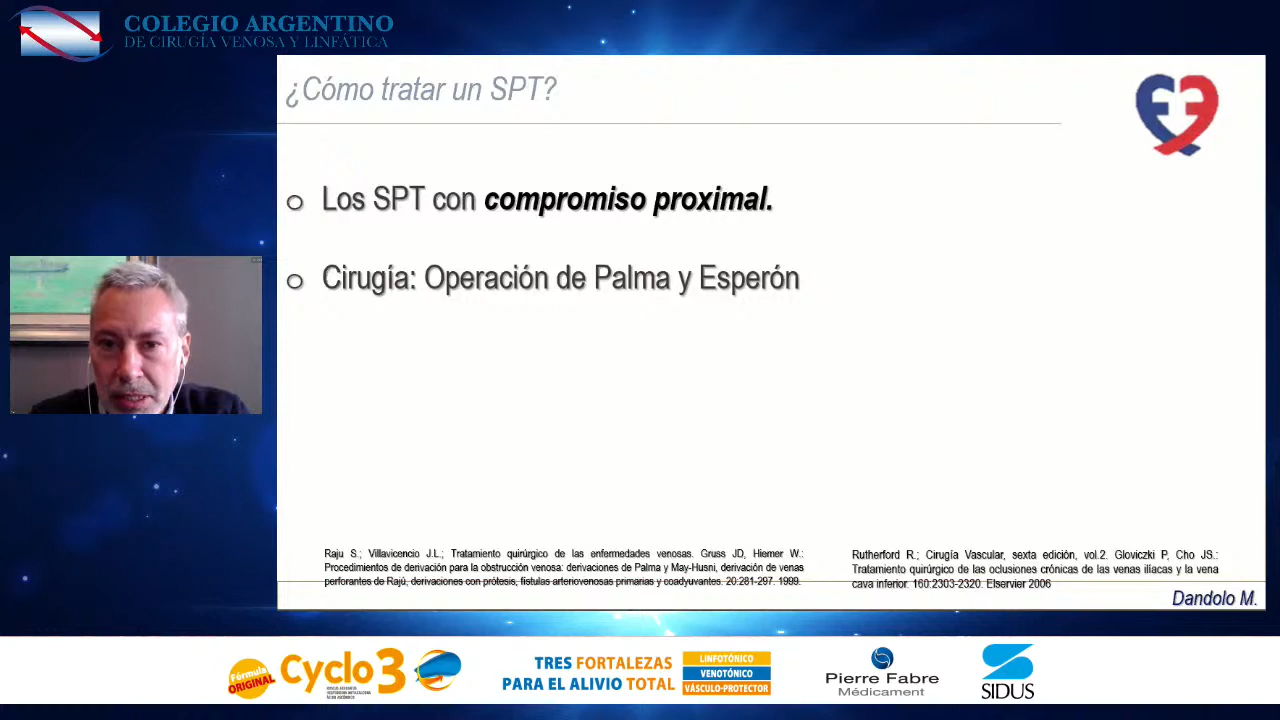 COLEGIO ARGENTINO
DE CIRUGÍA VENOSA Y LINFÁTICA
¿Cómo tratar un SPT?
o Los SPT con compromiso proximal.
o Cirugía: Operación de Palma y Esperón
Raju S.; Villavicencio J.L.; Tratamiento quirúrgico de las enfermedades venosas. Gruss JD, Hiemer W.:
Procedimientos de derivación para la obstrucción venosa: derivaciones de Palma y May-Husni, derivación de venas
perforantes de Rajú, derivaciones con prótesis, fístulas arteriovenosas primarias y coadyuvantes. 20:281-297. 1999.
Rutherford R.; Cirugía Vascular, sexta edición, vol.2. Gloviczki P, Cho JS.:
Tratamiento quirúrgico de las oclusiones crónicas de las venas ilíacas y la vena
cava inferior. 160:2303-2320. Elservier 2006
Dandolo M.
Fórmula
ORIGINAL
Cyclo 3
TRES FORTALEZAS
PARA EL ALIVIO TOTAL
LINFOTÓNICO
VENOTÓNICO
VÁSCULO-PROTECTOR
Pierre Fabre
Médicament
SIDUS